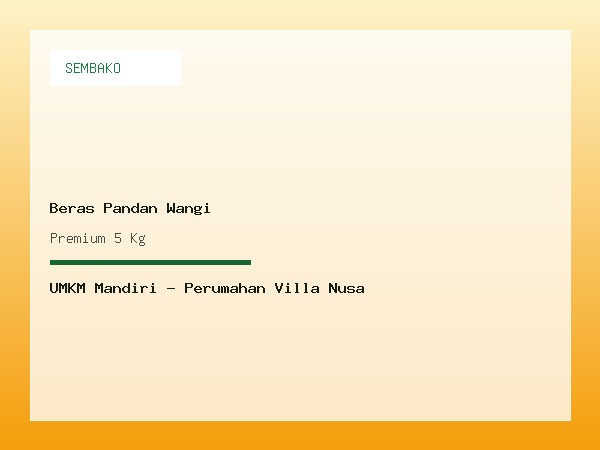 SEMBAKO
Beras Pandan Wangi
Premium 5 Kg
UMKM Mandiri - Perumahan Villa Nusa